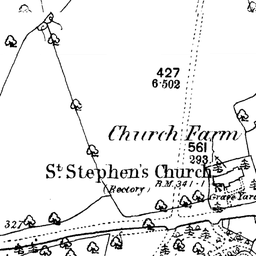 427
6·502
Church Farm
561
293
St. Stephen's Church
(Rectory) B.M. 341·1
Grave Yard
327